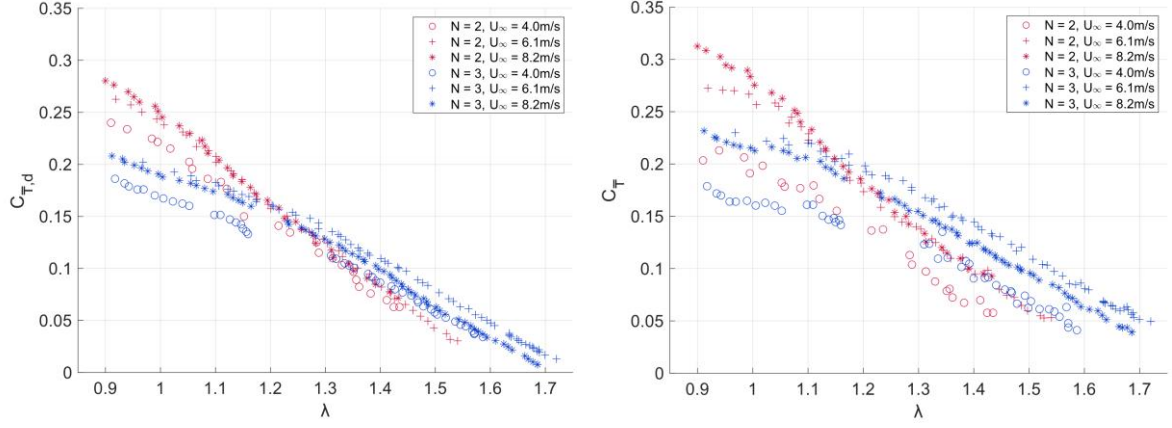 0.35
0.3
0.25
0.2
0.15
0.1
0.05
0
C_{T̅,d}
0.9 1 1.1 1.2 1.3 1.4 1.5 1.6 1.7
λ
N = 2, U∞ = 4.0m/s
N = 2, U∞ = 6.1m/s
N = 2, U∞ = 8.2m/s
N = 3, U∞ = 4.0m/s
N = 3, U∞ = 6.1m/s
N = 3, U∞ = 8.2m/s
0.35
0.3
0.25
0.2
0.15
0.1
0.05
0
C_{T̅}
0.9 1 1.1 1.2 1.3 1.4 1.5 1.6 1.7
λ
N = 2, U∞ = 4.0m/s
N = 2, U∞ = 6.1m/s
N = 2, U∞ = 8.2m/s
N = 3, U∞ = 4.0m/s
N = 3, U∞ = 6.1m/s
N = 3, U∞ = 8.2m/s